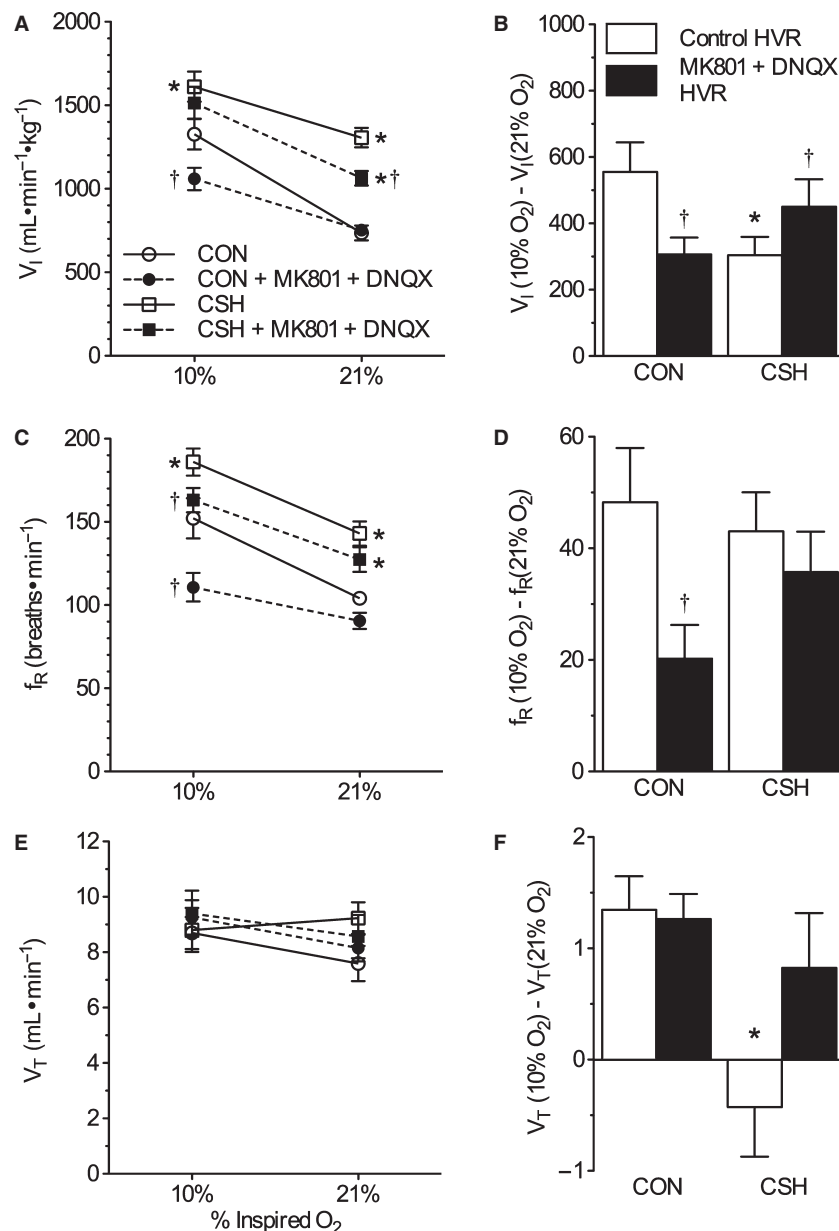 A
2000
1500
1000
500
0
V_I (mL•min⁻¹•kg⁻¹)
*
†
*
*†
CON
CON + MK801 + DNQX
CSH
CSH + MK801 + DNQX
10%
21%
B
1000
800
600
400
200
0
V_I (10% O₂) - V_I (21% O₂)
Control HVR
MK801 + DNQX
HVR
†
*
†
CON
CSH
C
200
150
100
50
0
f_R (breaths•min⁻¹)
*
†
†
*
*
10%
21%
D
60
40
20
0
f_R (10% O₂) - f_R (21% O₂)
†
CON
CSH
E
12
10
8
6
4
2
0
V_T (mL•min⁻¹)
10%
21%
% Inspired O₂
F
2
1
0
−1
V_T (10% O₂) - V_T (21% O₂)
*
CON
CSH